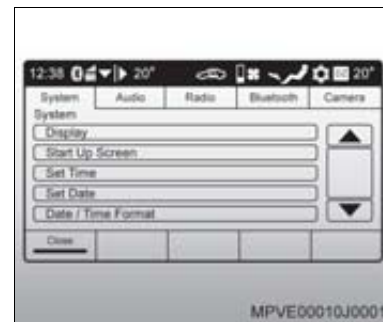 12:38 20° 20°
System Audio Radio Bluetooth Camera
System
Display
Start Up Screen
Set Time
Set Date
Date / Time Format
Close
MPVE00010J0001